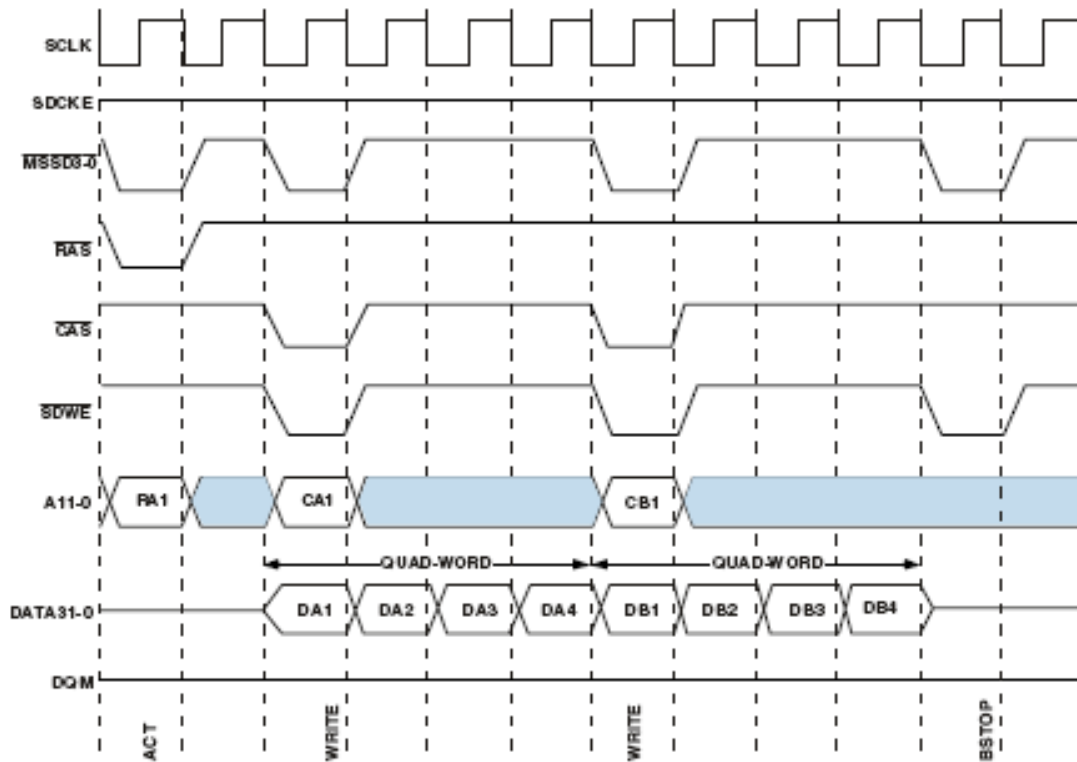 SCLK
SDCKE
MSSD3-0
RAS
CAS
SDWE
A11-0 RA1 CA1 CB1
QUAD-WORD QUAD-WORD
DATA31-0 DA1 DA2 DA3 DA4 DB1 DB2 DB3 DB4
DQM
ACT WRITE WRITE BSTOP